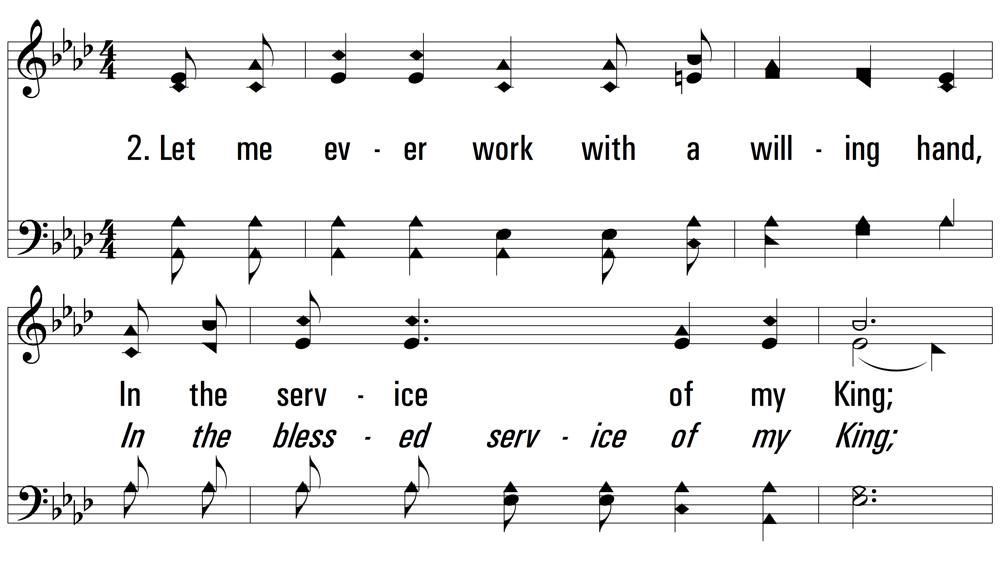 2. Let me ev - er work with a will - ing hand,
In the serv - ice of my King;
In the bless - ed serv - ice of my King;